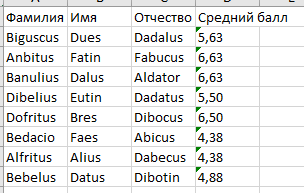 Фамилия Имя Отчество Средний балл
Biguscus Dues Dadalus 5,63
Anbitus Fatin Fabucus 6,63
Banulius Dalus Aldator 6,63
Dibelius Eutin Dadatus 5,50
Dofritus Bres Dibocus 6,50
Bedacio Faes Abicus 4,38
Alfritus Alius Dabecus 4,38
Bebelus Datus Dibotin 4,88